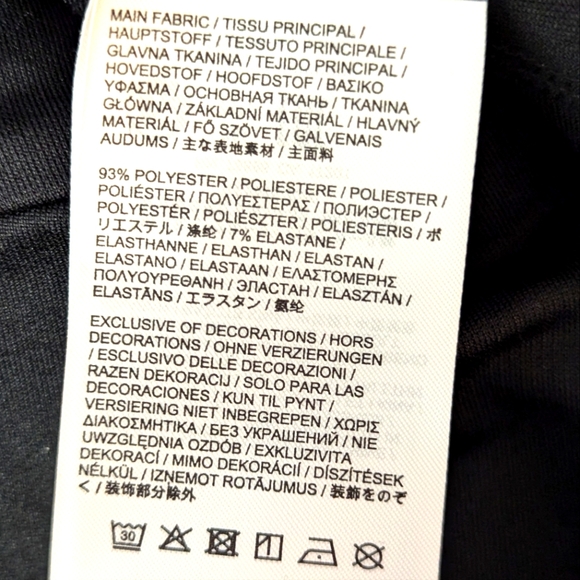 MAIN FABRIC / TISSU PRINCIPAL /
HAUPTSTOFF / TESSUTO PRINCIPALE /
GLAVNA TKANINA / TEJIDO PRINCIPAL /
HOVEDSTOF / HOOFDSTOF / ΒΑΣΙΚΟ
ΥΦΑΣΜΑ / ОСНОВНАЯ ТКАНЬ / TKANINA
GŁÓWNA / ZÁKLADNÍ MATERIÁL / HLAVNÝ
MATERIÁL / FŐ SZÖVET / GALVENAIS
AUDUMS / 主な表地素材 / 主面料
93% POLYESTER / POLIESTERE / POLIESTER /
POLIÉSTER / ΠΟΛΥΕΣΤΕΡΑΣ / ПОЛИЭСТЕР /
POLYESTÉR / POLIÉSZTER / POLIESTERIS / ポ
リエステル / 涤纶 / 7% ELASTANE /
ELASTHANNE / ELASTHAN / ELASTAN /
ELASTANO / ELASTAAN / ΕΛΑΣΤΟΜΕΡΗΣ
ΠΟΛΥΟΥΡΕΘΑΝΗ / ЭЛАСТАН / ELASZTÁN /
ELASTĀNS / エラスタン / 氨纶
EXCLUSIVE OF DECORATIONS / HORS
DECORATIONS / OHNE VERZIERUNGEN
/ ESCLUSIVO DELLE DECORAZIONI /
RAZEN DEKORACIJ / SOLO PARA LAS
DECORACIONES / KUN TIL PYNT /
VERSIERING NIET INBEGREPEN / ΧΩΡΙΣ
ΔΙΑΚΟΣΜΗΤΙΚΑ / БЕЗ УКРАШЕНИЙ / NIE
UWZGLĘDNIA OZDÓB / EXKLUZIVITA
DEKORACÍ / MIMO DEKORÁCIÍ / DÍSZÍTÉSEK
NÉLKÜL / IZŅEMOT ROTĀJUMUS / 装飾をのぞ
く / 装饰部分除外
30